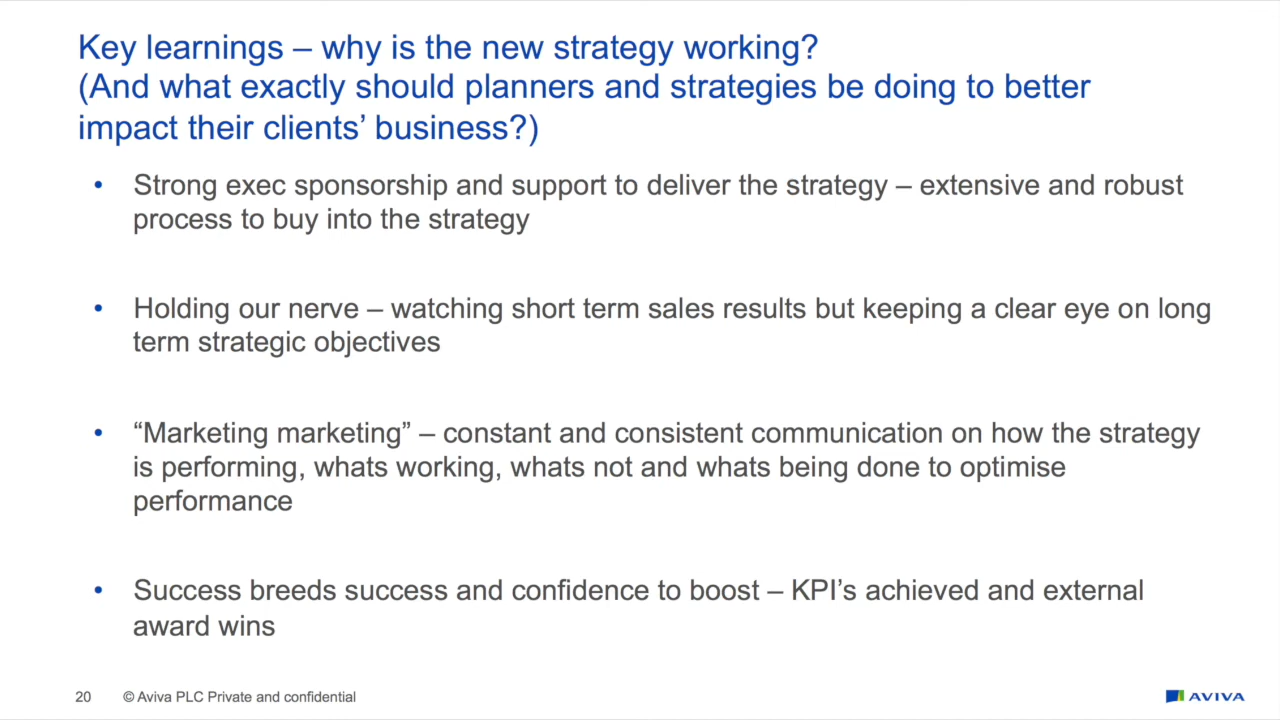 Key learnings – why is the new strategy working?
(And what exactly should planners and strategies be doing to better
impact their clients’ business?)
• Strong exec sponsorship and support to deliver the strategy – extensive and robust
process to buy into the strategy
• Holding our nerve – watching short term sales results but keeping a clear eye on long
term strategic objectives
• “Marketing marketing” – constant and consistent communication on how the strategy
is performing, whats working, whats not and whats being done to optimise
performance
• Success breeds success and confidence to boost – KPI’s achieved and external
award wins
20 © Aviva PLC Private and confidential
AVIVA